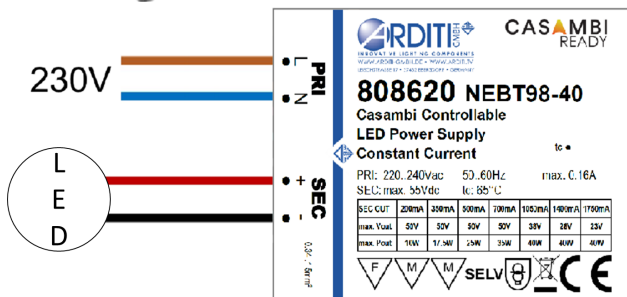 230V
L
E
D
L
N
PRI
+
-
SEC
ARDITI GMBH
INNOVATIVE LIGHTING COMPONENTS
CASAMBI
READY
808620 NEBT98-40
Casambi Controllable
LED Power Supply
Constant Current
tc
PRI: 220..240Vac 50..60Hz max. 0.16A
SEC: max. 55Vdc tc: 85°C
SEC OUT 200mA 350mA 500mA 700mA 1050mA 1400mA 1750mA
max. Vout 50V 50V 50V 50V 38V 28V 23V
max. Pout 10W 17.5W 25W 35W 40W 40W 40W
F M M SELV CE